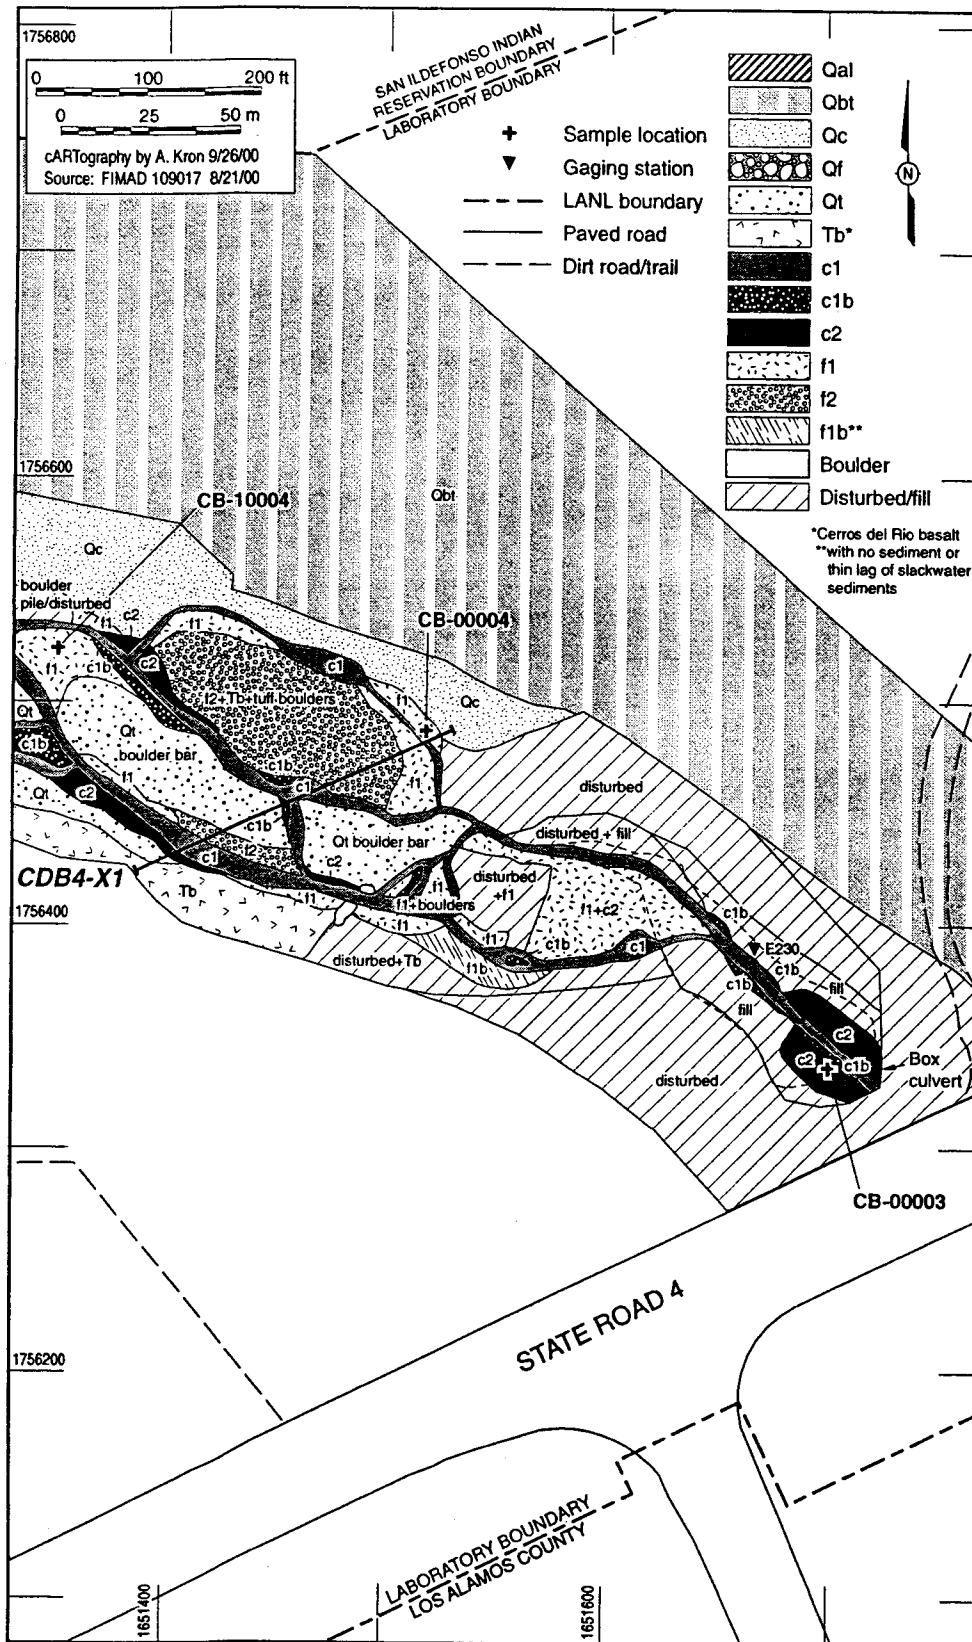 1756800
0 100 200 ft
0 25 50 m
cARTography by A. Kron 9/26/00
Source: FIMAD 109017 8/21/00
SAN ILDEFONSO INDIAN
RESERVATION BOUNDARY
LABORATORY BOUNDARY
Sample location
Gaging station
LANL boundary
Paved road
Dirt road/trail
Qal
Qbt
Qc
Qf
Qt
Tb*
c1
c1b
c2
f1
f2
f1b**
Boulder
Disturbed/fill
*Cerros del Rio basalt
**with no sediment or
thin lag of slackwater
sediments
N
1756600
CB-10004
Qbt
Qc
boulder
pile/disturbed
f1
c2
f1
CB-00004
f1
c1b
c2
c1
f1
Qc
f2+Tb+tuff boulders
Qt
Qt
boulder bar
c1b
f1
c1b
c1
f1
Qt
c2
c1b
f2
c1
Qt boulder bar
c2
disturbed
disturbed + fill
disturbed
+f1
f1
f1+boulders
f1+c2
CDB4-X1
Tb
f1
f1
f1
c1b
c1
1756400
disturbed+Tb
f1b
c1b
E230
c1b
c1b
fill
fill
c2
c2
c1b
Box
culvert
disturbed
CB-00003
STATE ROAD 4
1756200
LABORATORY BOUNDARY
LOS ALAMOS COUNTY
1651400
1651600